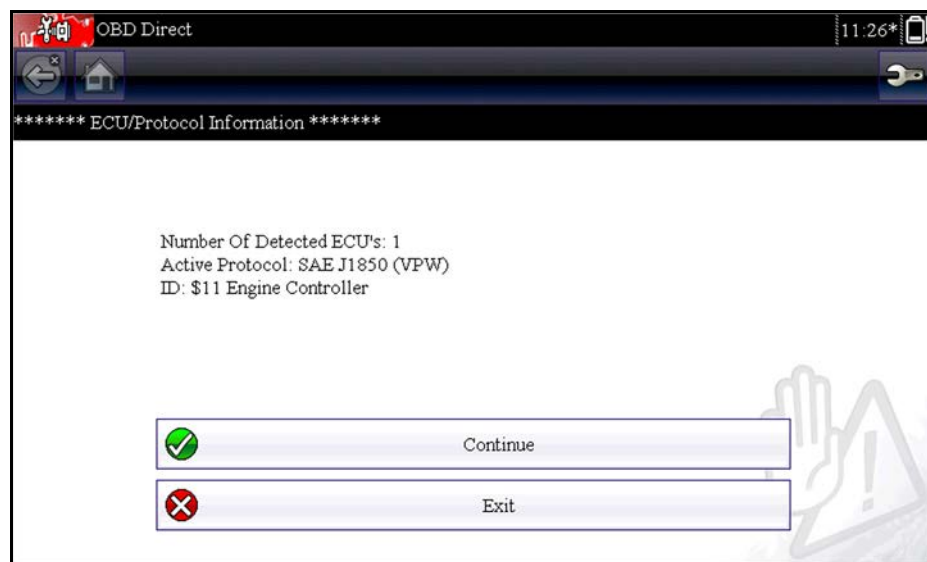 OBD Direct
11:26*
******* ECU/Protocol Information *******
Number Of Detected ECU's: 1
Active Protocol: SAE J1850 (VPW)
ID: $11 Engine Controller
Continue
Exit